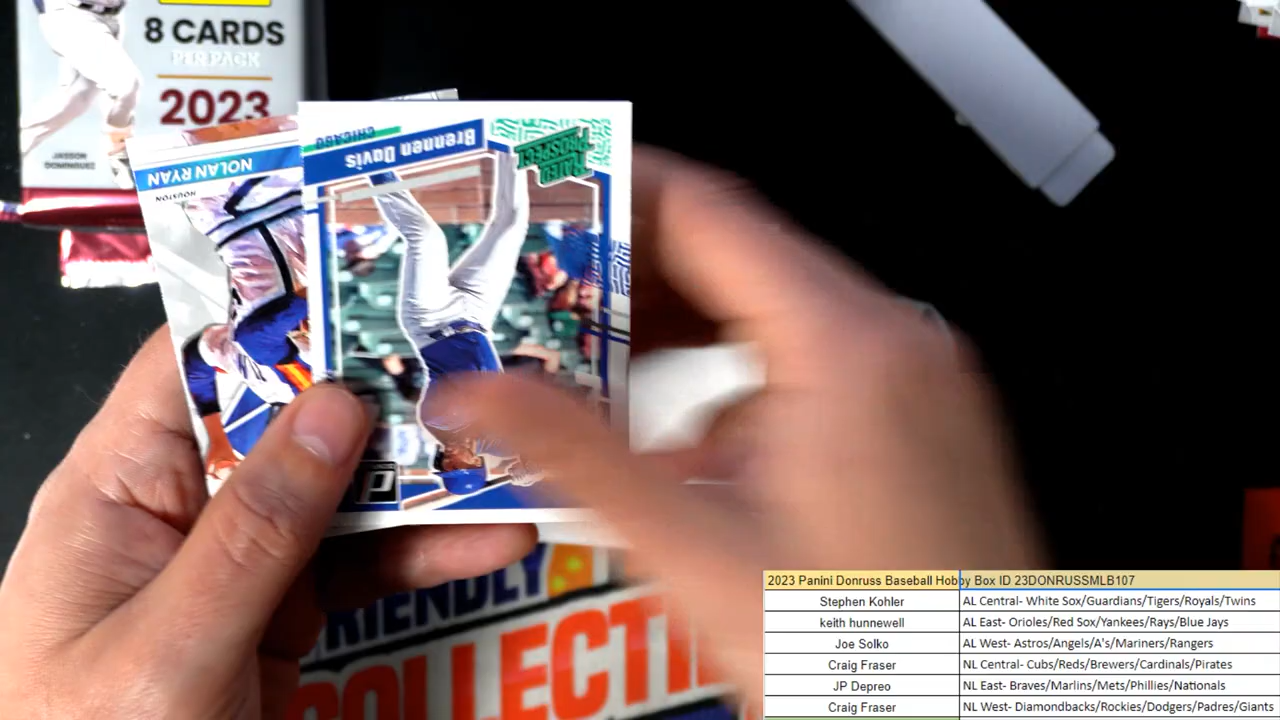 8 CARDS
PER PACK
2023
NOLAN RYAN
HOUSTON
Brennen Davis
CHICAGO
RATED
PROSPECT
FRIENDLY
COLLECTI
2023 Panini Donruss Baseball Hobby Box ID 23DONRUSSMLB107
Stephen Kohler AL Central- White Sox/Guardians/Tigers/Royals/Twins
keith hunnewell AL East- Orioles/Red Sox/Yankees/Rays/Blue Jays
Joe Solko AL West- Astros/Angels/A's/Mariners/Rangers
Craig Fraser NL Central- Cubs/Reds/Brewers/Cardinals/Pirates
JP Depreo NL East- Braves/Marlins/Mets/Phillies/Nationals
Craig Fraser NL West- Diamondbacks/Rockies/Dodgers/Padres/Giants